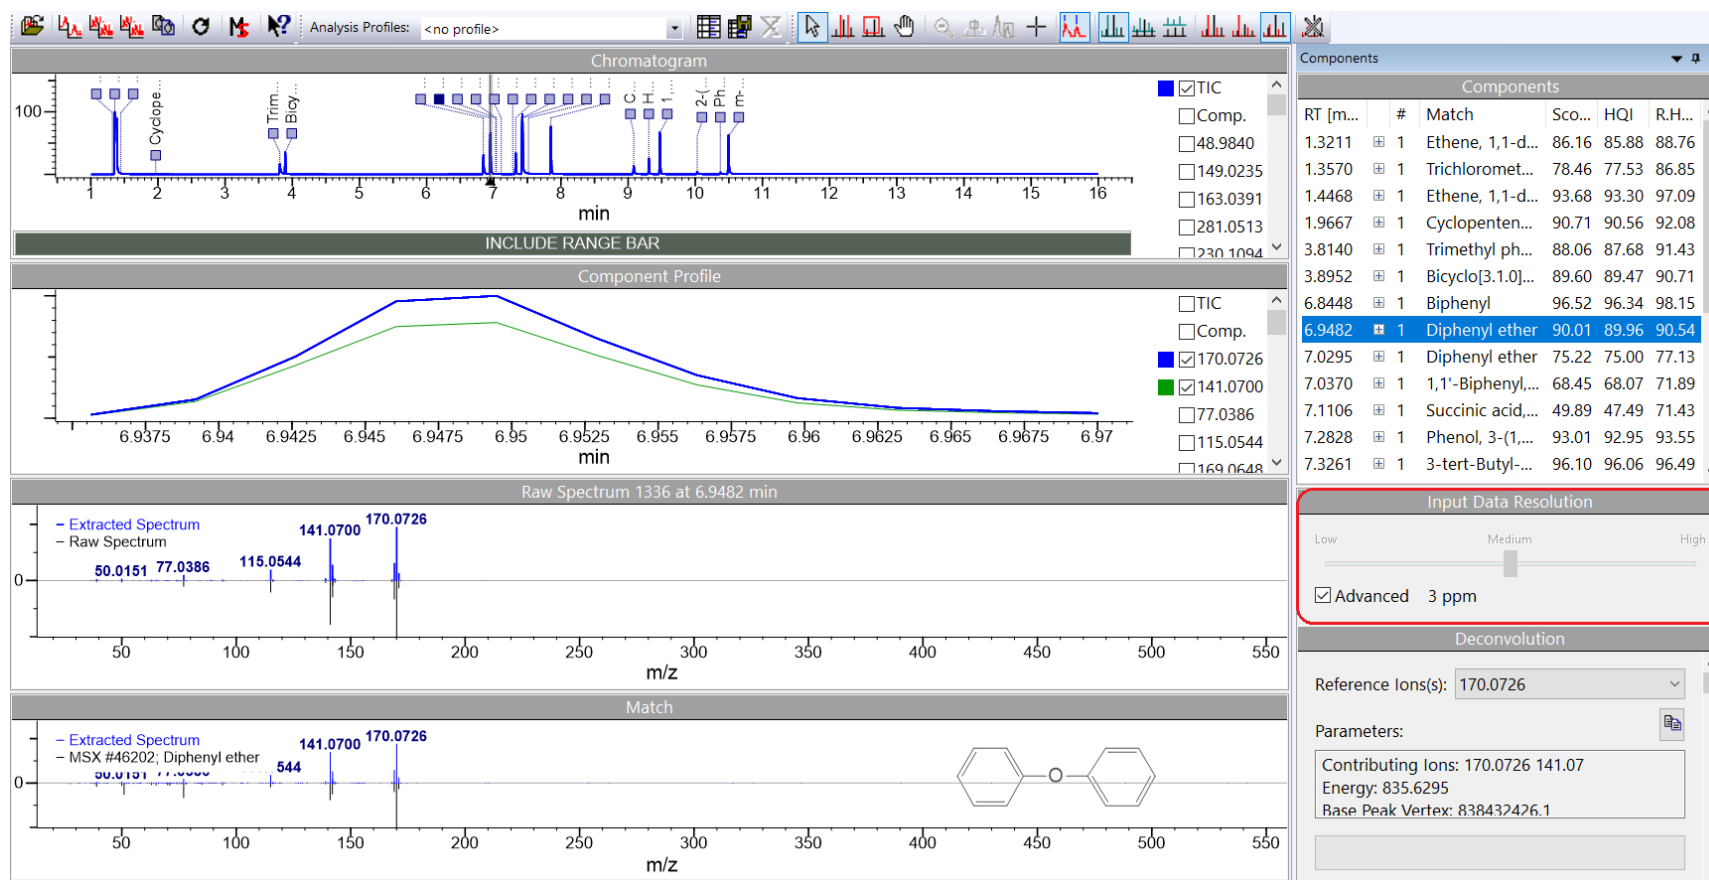 Analysis Profiles: <no profile>
Chromatogram
100
Cyclope...
Trim...
Bicy...
C...
H...
1,...
2-(...
Ph...
m-...
1 2 3 4 5 6 7 8 9 10 11 12 13 14 15 16
min
INCLUDE RANGE BAR
TIC
Comp.
48.9840
149.0235
163.0391
281.0513
230.1094
Component Profile
6.9375 6.94 6.9425 6.945 6.9475 6.95 6.9525 6.955 6.9575 6.96 6.9625 6.965 6.9675 6.97
min
TIC
Comp.
170.0726
141.0700
77.0386
115.0544
169.0648
Raw Spectrum 1336 at 6.9482 min
– Extracted Spectrum
– Raw Spectrum
50.0151 77.0386 115.0544 141.0700 170.0726
0
50 100 150 200 250 300 350 400 450 500 550
m/z
Match
– Extracted Spectrum
– MSX #46202; Diphenyl ether
50.0151 544 141.0700 170.0726
0
O
50 100 150 200 250 300 350 400 450 500 550
m/z
Components
Components
RT [m... # Match Sco... HQI R.H...
1.3211 1 Ethene, 1,1-d... 86.16 85.88 88.76
1.3570 1 Trichloromet... 78.46 77.53 86.85
1.4468 1 Ethene, 1,1-d... 93.68 93.30 97.09
1.9667 1 Cyclopenten... 90.71 90.56 92.08
3.8140 1 Trimethyl ph... 88.06 87.68 91.43
3.8952 1 Bicyclo[3.1.0]... 89.60 89.47 90.71
6.8448 1 Biphenyl 96.52 96.34 98.15
6.9482 1 Diphenyl ether 90.01 89.96 90.54
7.0295 1 Diphenyl ether 75.22 75.00 77.13
7.0370 1 1,1'-Biphenyl,... 68.45 68.07 71.89
7.1106 1 Succinic acid,... 49.89 47.49 71.43
7.2828 1 Phenol, 3-(1,... 93.01 92.95 93.55
7.3261 1 3-tert-Butyl-... 96.10 96.06 96.49
Input Data Resolution
Low Medium High
Advanced 3 ppm
Deconvolution
Reference Ions(s): 170.0726
Parameters:
Contributing Ions: 170.0726 141.07
Energy: 835.6295
Base Peak Vertex: 838432426.1